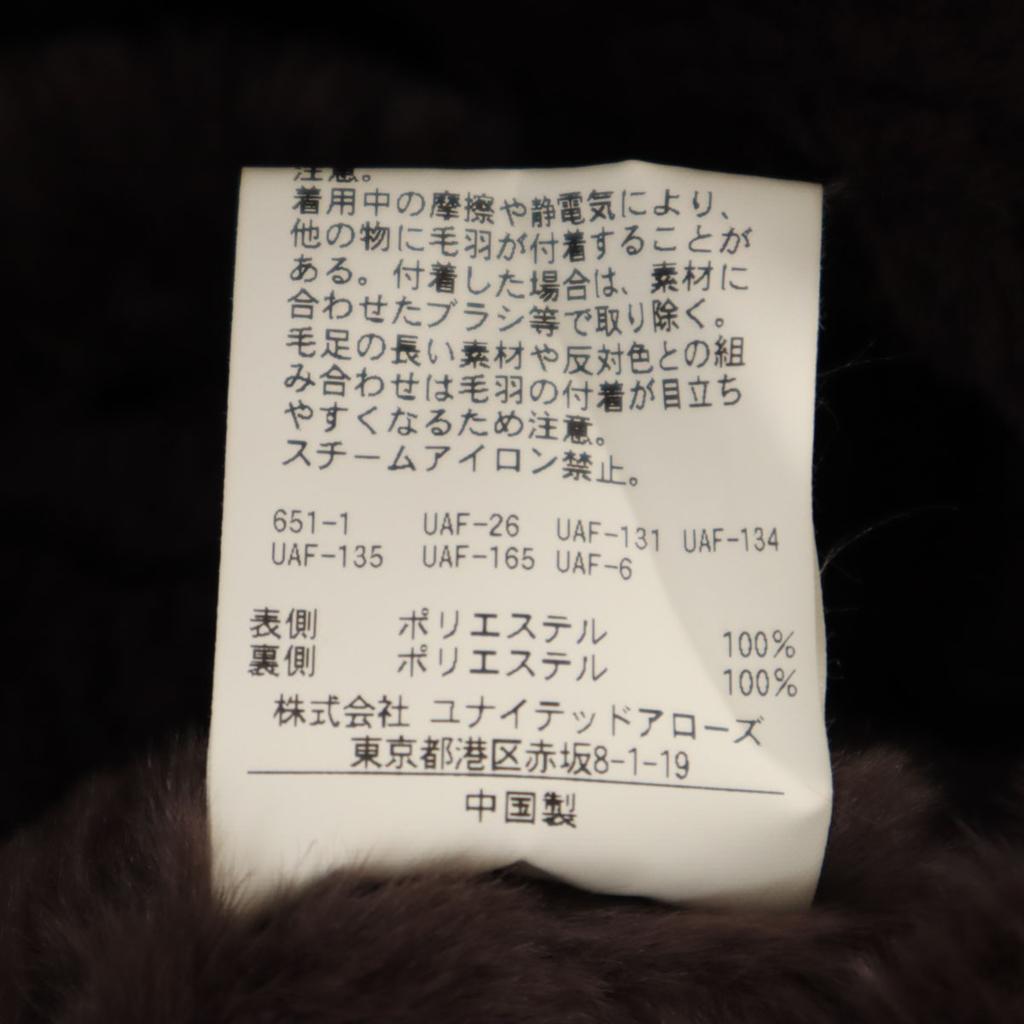 注意。
着用中の摩擦や静電気により、
他の物に毛羽が付着することが
ある。付着した場合は、素材に
合わせたブラシ等で取り除く。
毛足の長い素材や反対色との組
み合わせは毛羽の付着が目立ち
やすくなるため注意。
スチームアイロン禁止。
651-1 UAF-26 UAF-131 UAF-134
UAF-135 UAF-165 UAF-6
表側 ポリエステル 100%
裏側 ポリエステル 100%
株式会社 ユナイテッドアローズ
東京都港区赤坂8-1-19
中国製